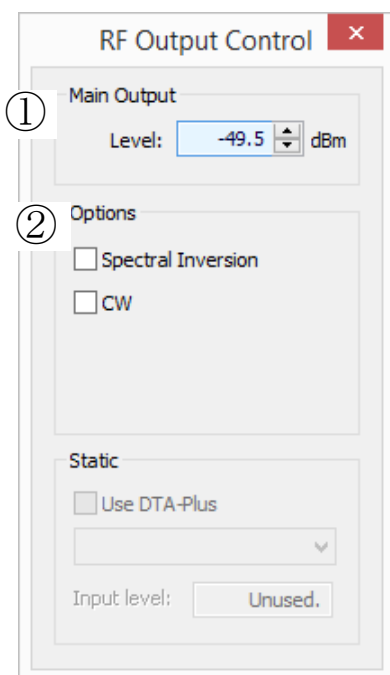 RF Output Control
①
Main Output
Level: -49.5 dBm
②
Options
Spectral Inversion
CW
Static
Use DTA-Plus
Input level: Unused.